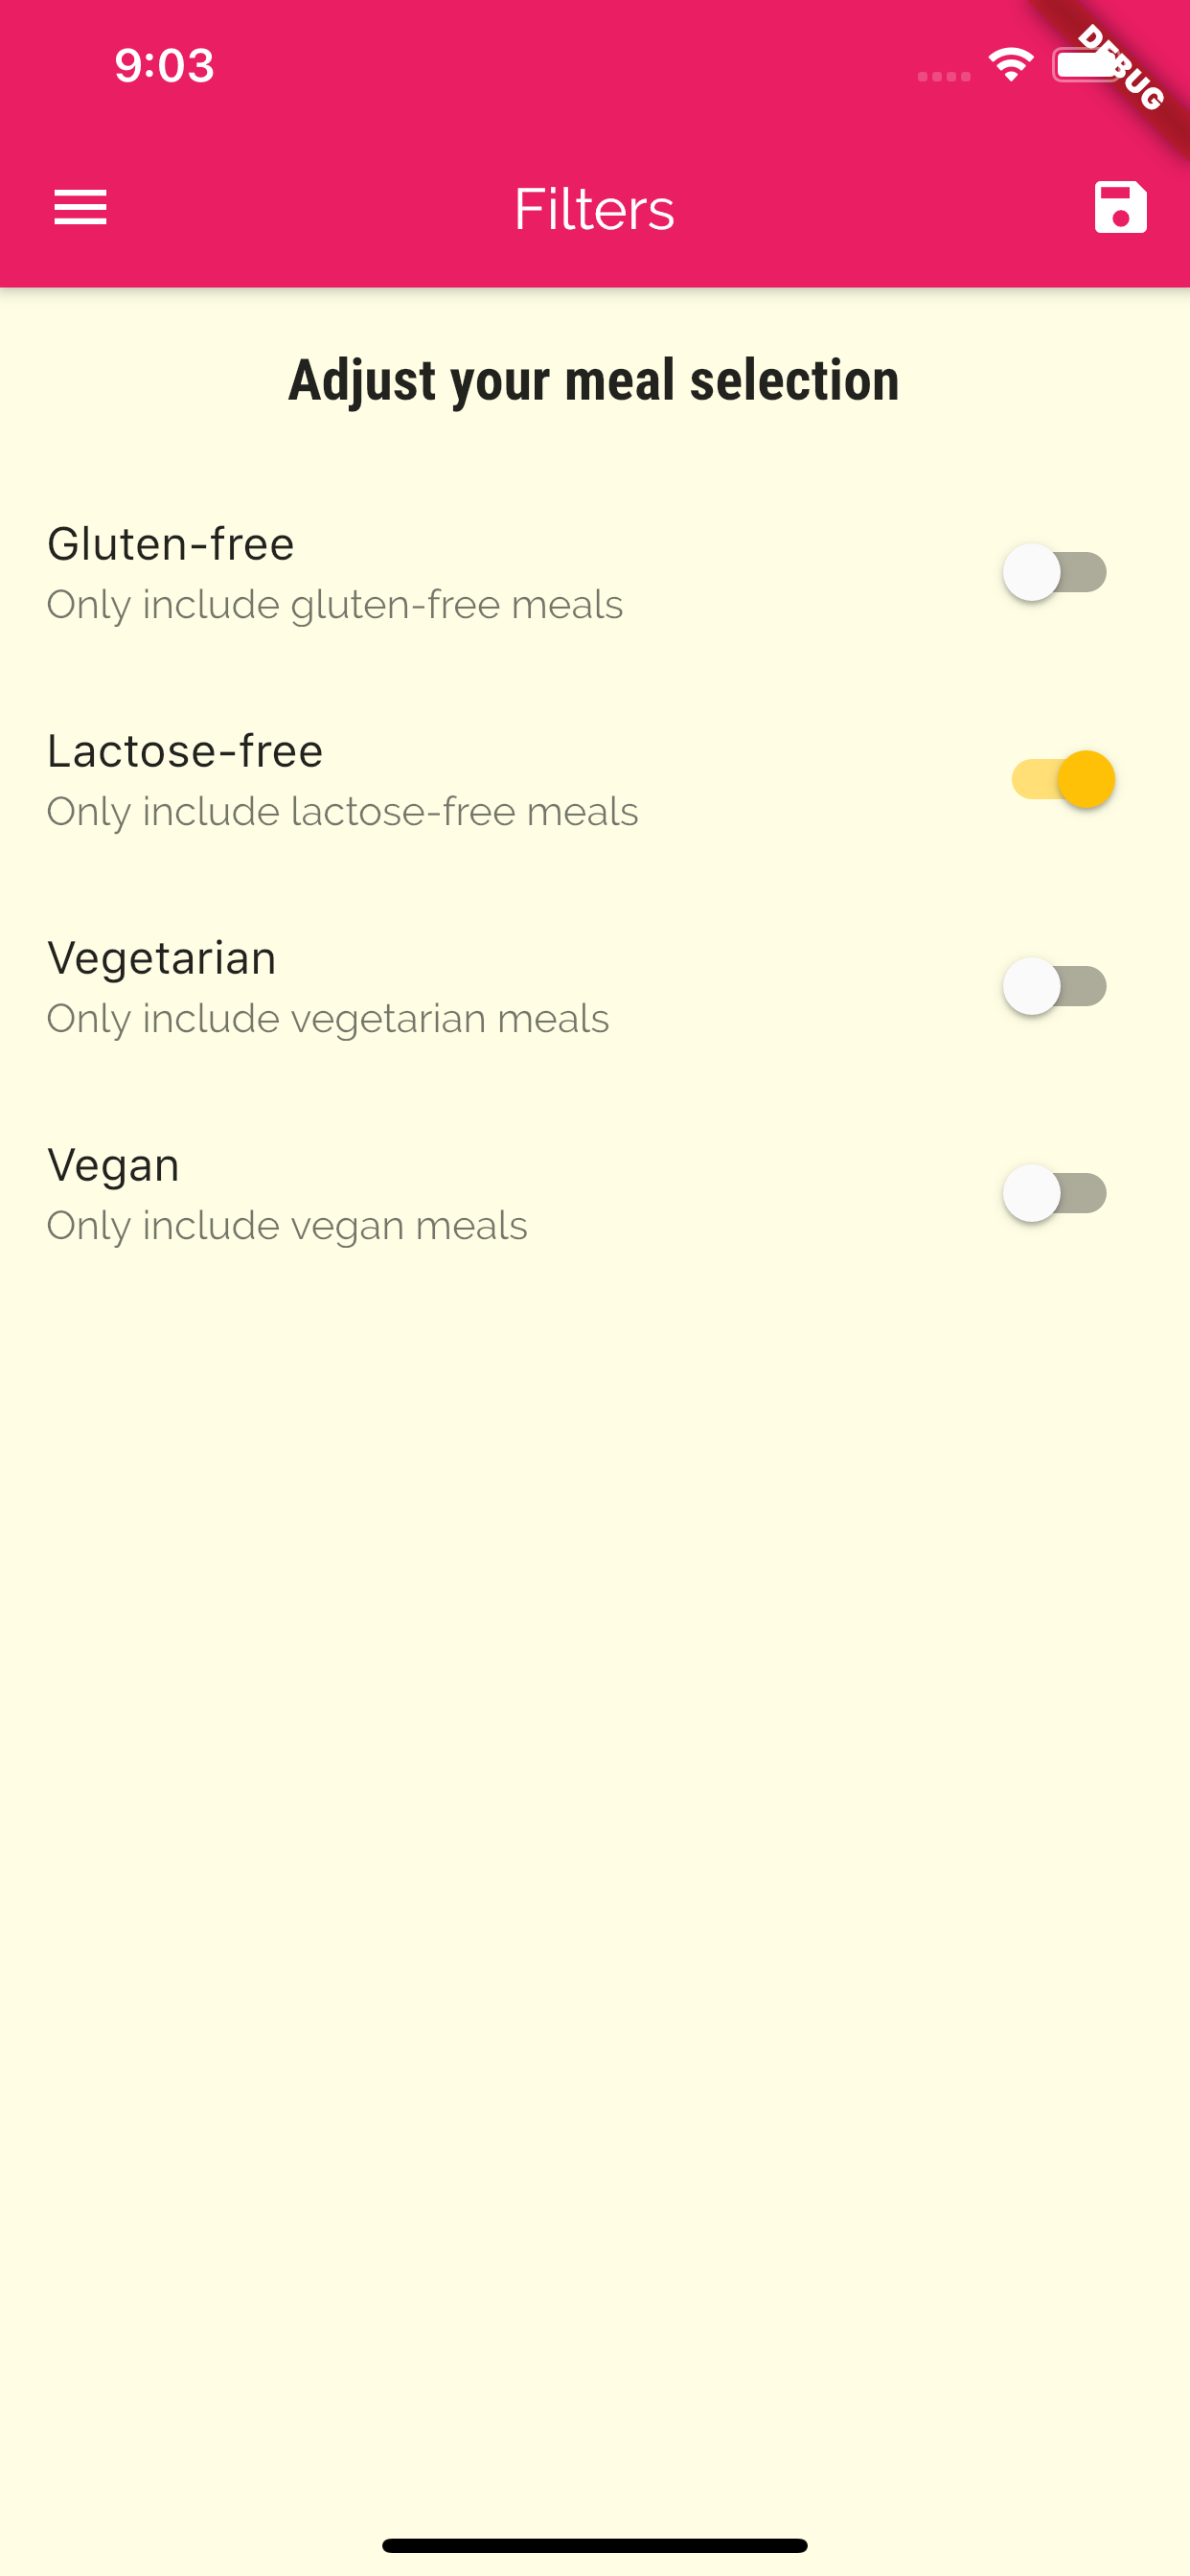 9:03
DEBUG
Filters
Adjust your meal selection
Gluten-free
Only include gluten-free meals
Lactose-free
Only include lactose-free meals
Vegetarian
Only include vegetarian meals
Vegan
Only include vegan meals